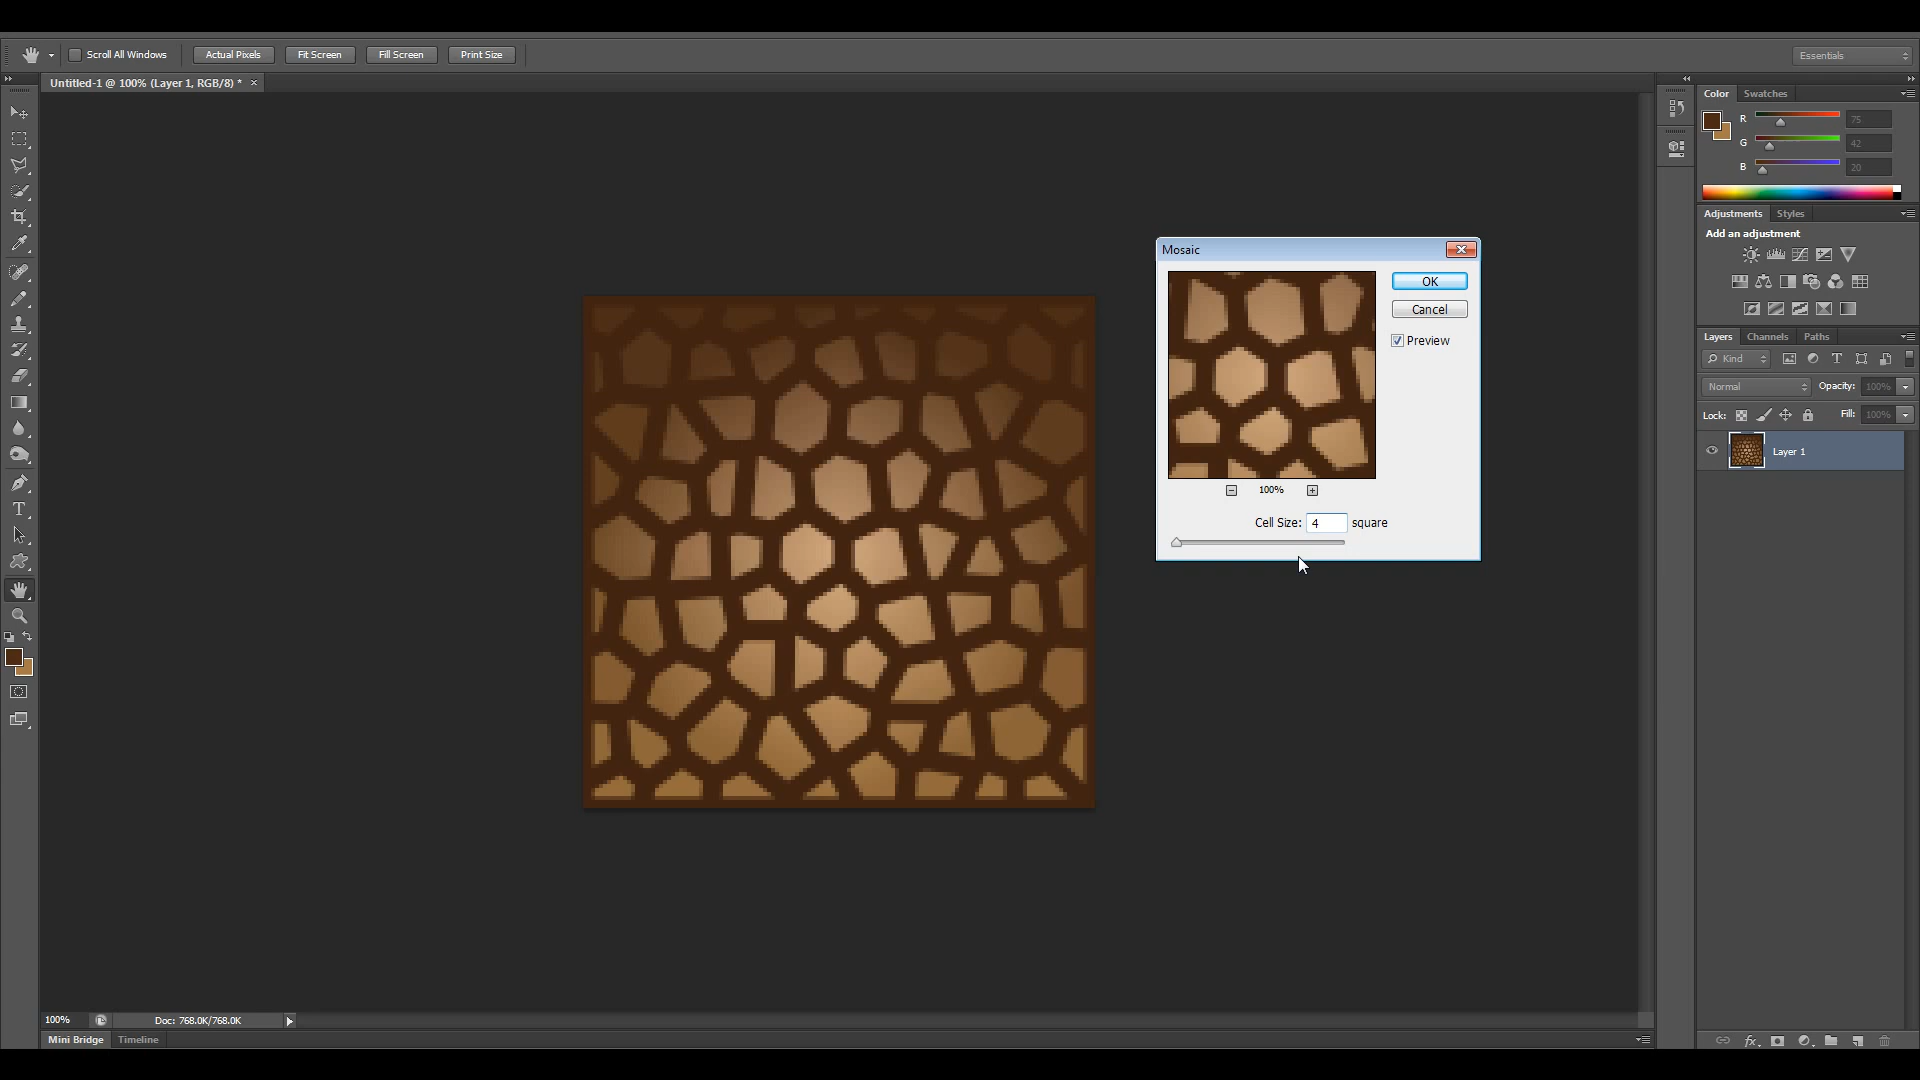 Scroll All Windows
Actual Pixels
Fit Screen
Fill Screen
Print Size
Essentials
Untitled-1 @ 100% (Layer 1, RGB/8) *
Color
Swatches
R
75
G
42
B
20
Adjustments
Styles
Add an adjustment
Mosaic
OK
Cancel
Preview
100%
Cell Size: 4 square
Layers
Channels
Paths
Kind
Normal
Opacity: 100%
Lock:
Fill: 100%
Layer 1
100%
Doc: 768.0K/768.0K
Mini Bridge
Timeline